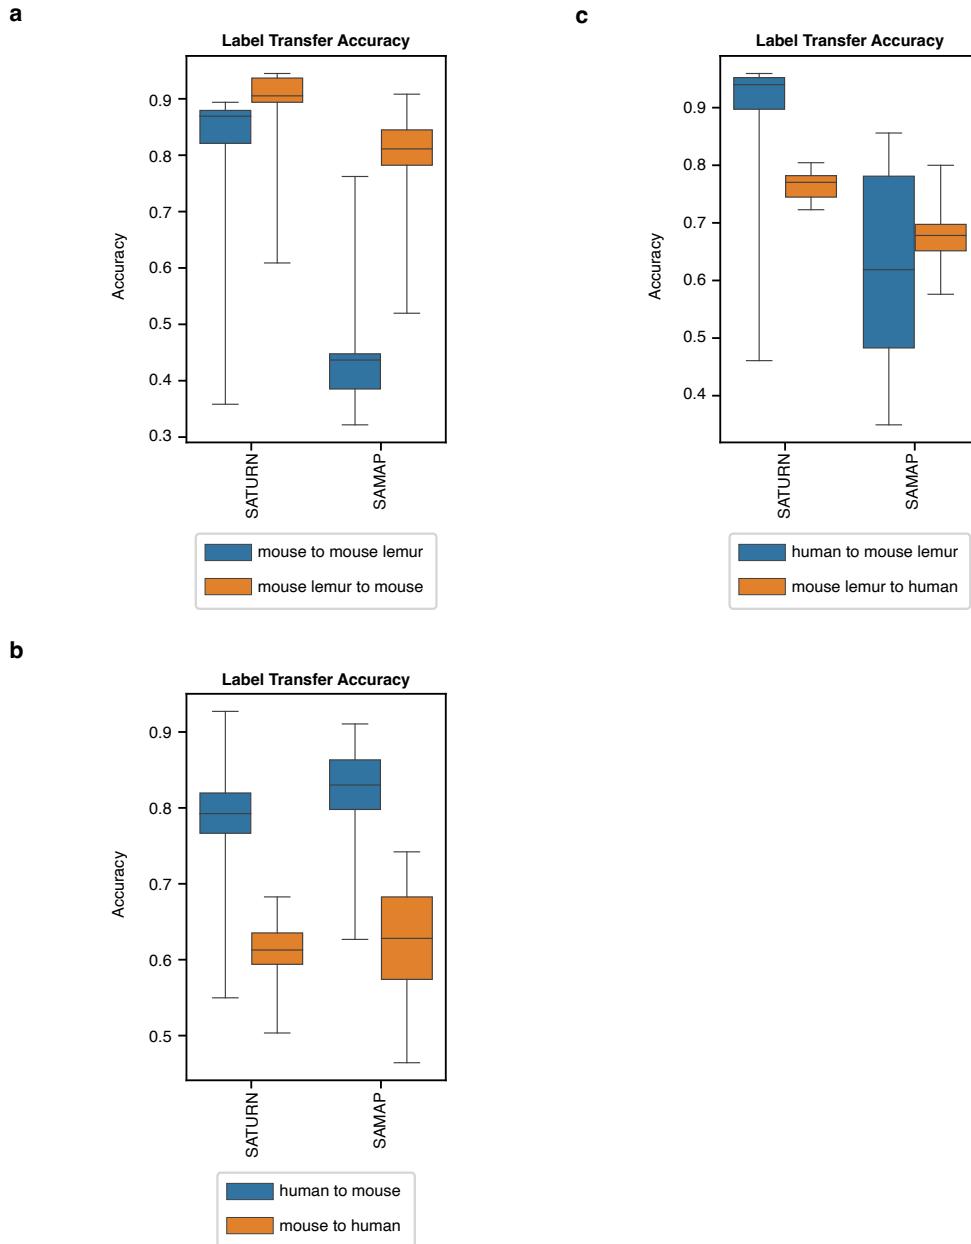 a
Label Transfer Accuracy
0.9
0.8
0.7
0.6
0.5
0.4
0.3
Accuracy
SATURN
SAMAP
mouse to mouse lemur
mouse lemur to mouse
c
Label Transfer Accuracy
0.9
0.8
0.7
0.6
0.5
0.4
Accuracy
SATURN
SAMAP
human to mouse lemur
mouse lemur to human
b
Label Transfer Accuracy
0.9
0.8
0.7
0.6
0.5
Accuracy
SATURN
SAMAP
human to mouse
mouse to human